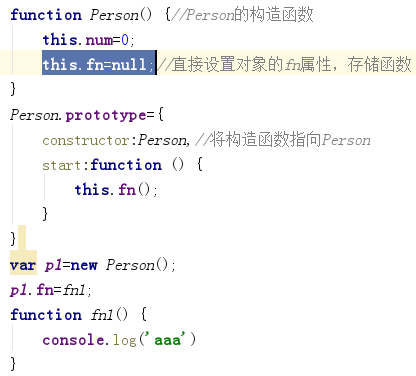 function Person() {//Person的构造函数
    this.num=0;
    this.fn=null;//直接设置对象的fn属性，存储函数
}
Person.prototype={
    constructor:Person,//将构造函数指向Person
    start:function () {
        this.fn();
    }
}
var p1=new Person();
p1.fn=fn1;
function fn1() {
    console.log('aaa')
}